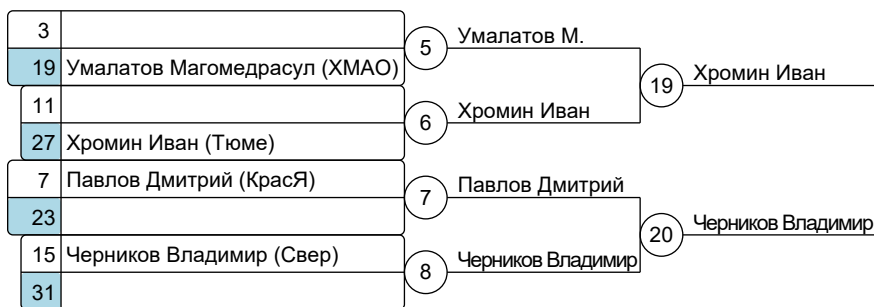 3
5 Умалатов М.
19 Умалатов Магомедрасул (ХМАО)
19 Хромин Иван
11
6 Хромин Иван
27 Хромин Иван (Тюме)
7 Павлов Дмитрий (КрасЯ)
7 Павлов Дмитрий
23
20 Черников Владимир
15 Черников Владимир (Свер)
8 Черников Владимир
31